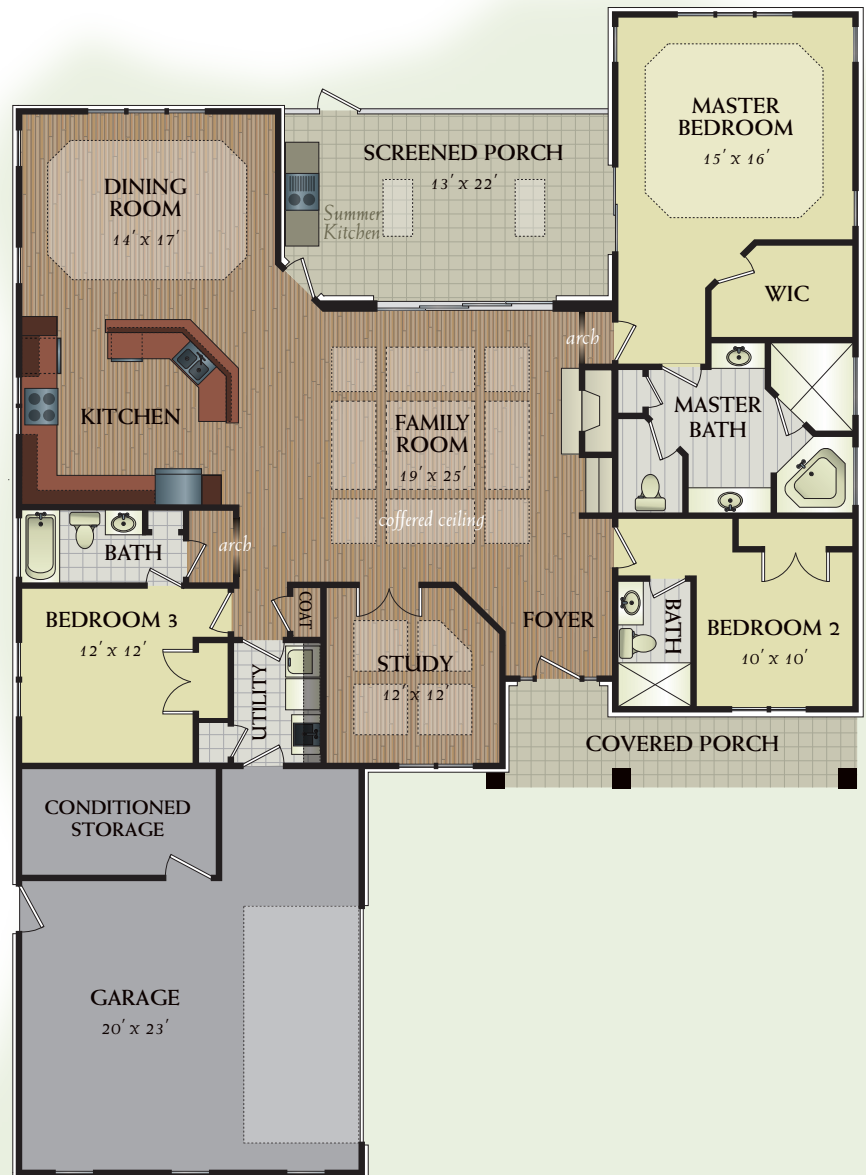 MASTER
BEDROOM
15' x 16'
SCREENED PORCH
13' x 22'
Summer
Kitchen
DINING
ROOM
14' x 17'
WIC
arch
KITCHEN
FAMILY
ROOM
19' x 25'
coffered ceiling
MASTER
BATH
BATH
arch
BEDROOM 3
12' x 12'
COAT
UTILITY
STUDY
12' x 12'
FOYER
BATH
BEDROOM 2
10' x 10'
COVERED PORCH
CONDITIONED
STORAGE
GARAGE
20' x 23'